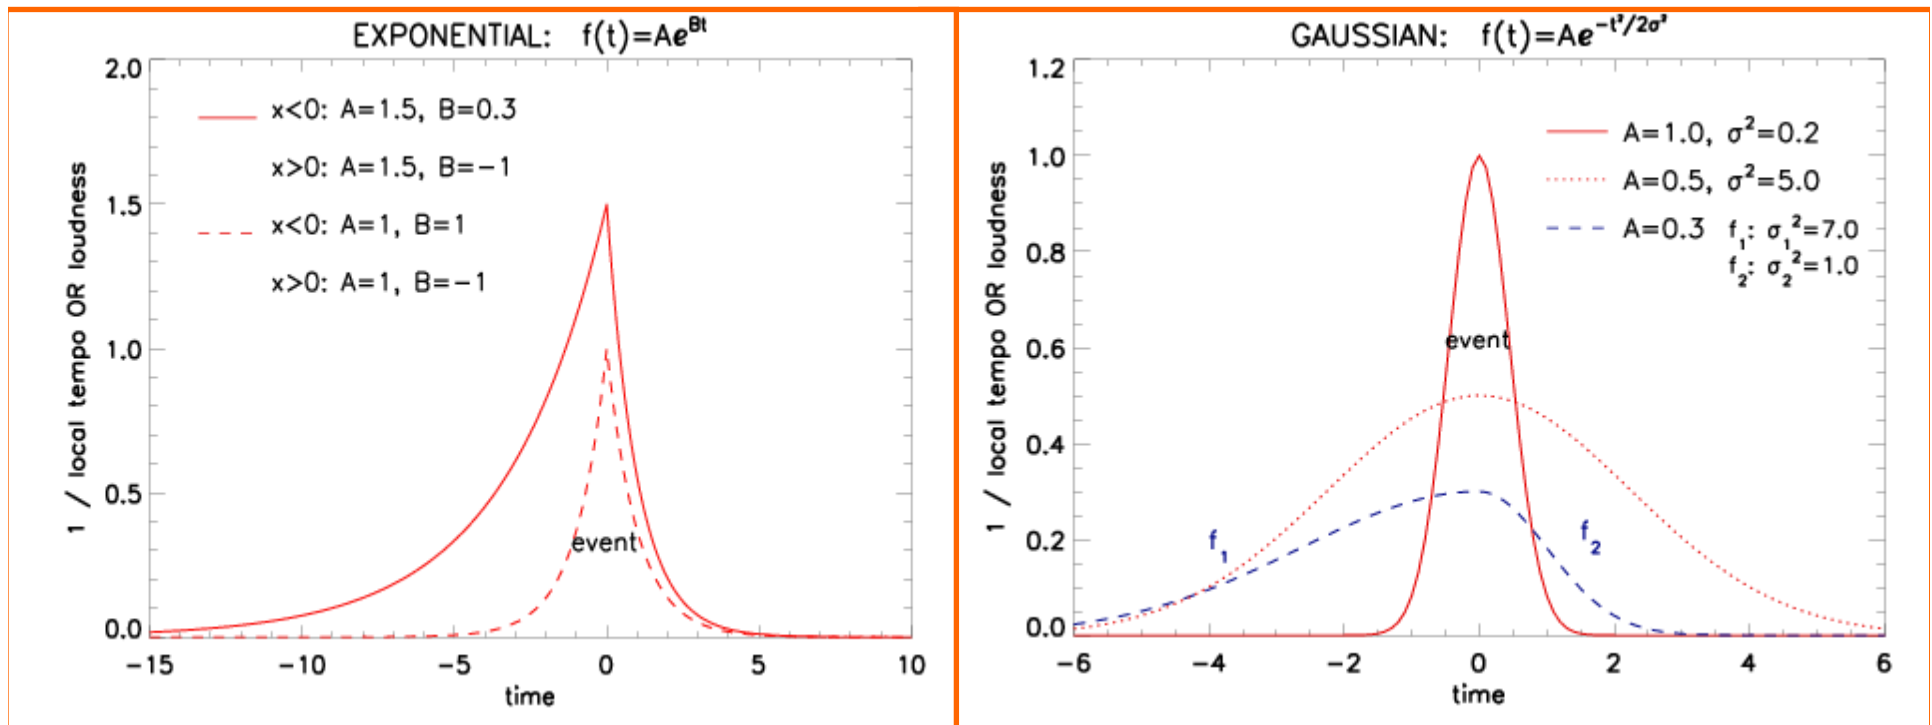 EXPONENTIAL: f(t)=Ae^Bt
2.0
1.5
1.0
0.5
0.0
1 / local tempo OR loudness
x<0: A=1.5, B=0.3
x>0: A=1.5, B=−1
x<0: A=1, B=1
x>0: A=1, B=−1
event
−15 −10 −5 0 5 10
time
GAUSSIAN: f(t)=Ae^−t²/2σ²
1.2
1.0
0.8
0.6
0.4
0.2
0.0
1 / local tempo OR loudness
A=1.0, σ²=0.2
A=0.5, σ²=5.0
A=0.3 f₁: σ₁²=7.0
f₂: σ₂²=1.0
event
f₁
f₂
−6 −4 −2 0 2 4 6
time